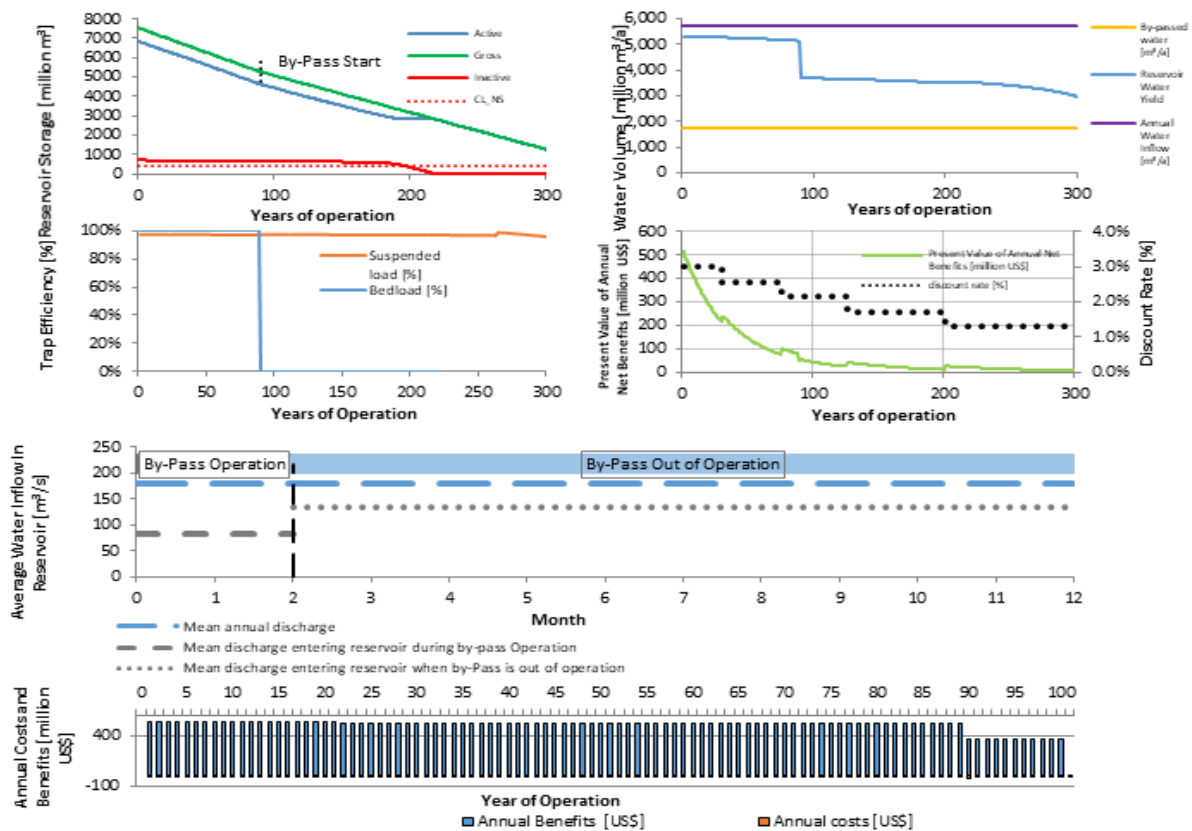 Reservoir Storage [million m³]
8000
7000
6000
5000
4000
3000
2000
1000
0
By-Pass Start
Active
Gross
Inactive
CL_NS
0 100 200 300
Years of operation
Water Volume [million m³/a]
6,000
5,000
4,000
3,000
2,000
1,000
0
0 100 200 300
Years of operation
By-passed
water
[m³/a]
Reservoir
Water
Yield
Annual
Water
Inflow
[m³/a]
Trap Efficiency [%]
100%
80%
60%
40%
20%
0%
Suspended
load [%]
Bedload [%]
0 50 100 150 200 250 300
Years of Operation
Present Value of Annual
Net Benefits [million US$]
600
500
400
300
200
100
0
Present Value of Annual Net
Benefits [million US$]
discount rate [%]
4.0%
3.0%
2.0%
1.0%
0.0%
Discount Rate [%]
0 100 200 300
Years of operation
Average Water Inflow In
Reservoir [m³/s]
250
200
150
100
50
0
By-Pass Operation
By-Pass Out of Operation
0 1 2 3 4 5 6 7 8 9 10 11 12
Month
Mean annual discharge
Mean discharge entering reservoir during by-pass Operation
Mean discharge entering reservoir when by-Pass is out of operation
0 5 10 15 20 25 30 35 40 45 50 55 60 65 70 75 80 85 90 95 100
Annual Costs and
Benefits [million
US$]
400
-100
Year of Operation
Annual Benefits [US$]
Annual costs [US$]